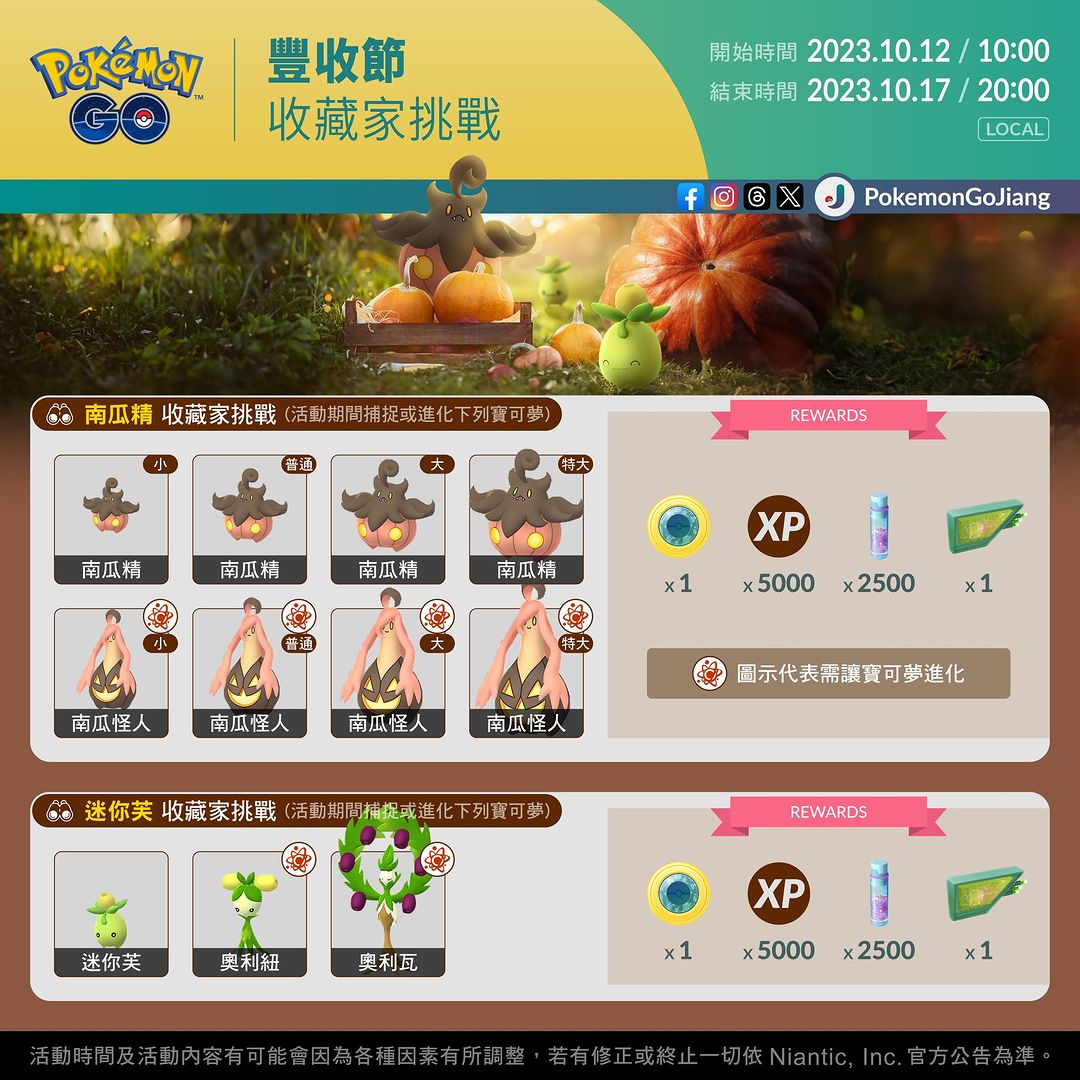 POKÉMON GO™
豐收節
收藏家挑戰
開始時間 2023.10.12 / 10:00
結束時間 2023.10.17 / 20:00
LOCAL
PokemonGoJiang
南瓜精 收藏家挑戰 (活動期間捕捉或進化下列寶可夢)
REWARDS
小 普通 大 特大
南瓜精 南瓜精 南瓜精 南瓜精
XP
x 1 x 5000 x 2500 x 1
小 普通 大 特大
南瓜怪人 南瓜怪人 南瓜怪人 南瓜怪人
圖示代表需讓寶可夢進化
迷你芙 收藏家挑戰 (活動期間捕捉或進化下列寶可夢)
REWARDS
迷你芙 奧利紐 奧利瓦
XP
x 1 x 5000 x 2500 x 1
活動時間及活動內容有可能會因為各種因素有所調整，若有修正或終止一切依 Niantic, Inc. 官方公告為準。